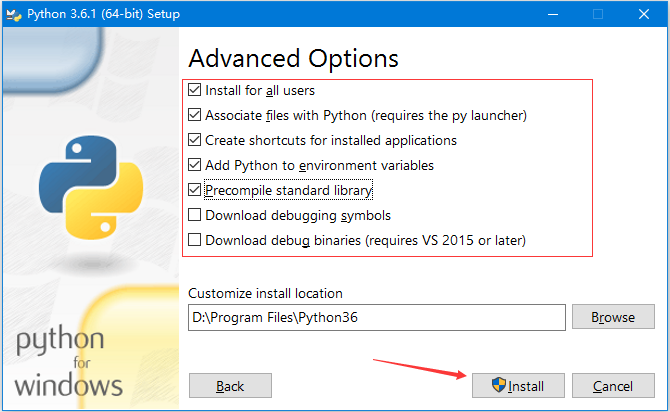 Python 3.6.1 (64-bit) Setup
Advanced Options
Install for all users
Associate files with Python (requires the py launcher)
Create shortcuts for installed applications
Add Python to environment variables
Precompile standard library
Download debugging symbols
Download debug binaries (requires VS 2015 or later)
Customize install location
D:\Program Files\Python36
Browse
python
for
windows
Back
Install
Cancel